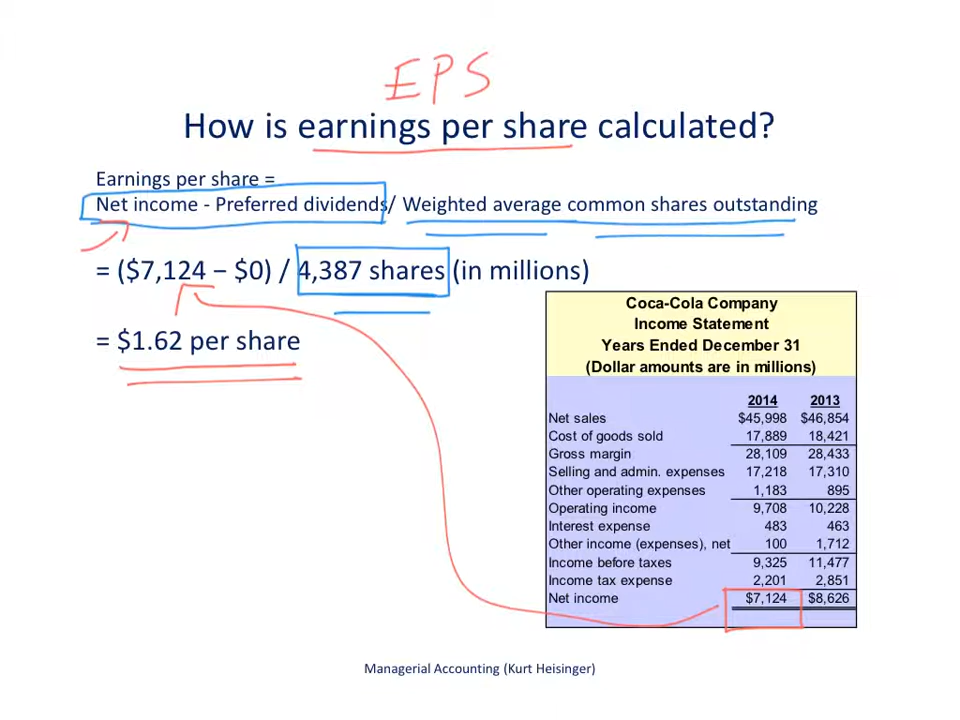 EPS
How is earnings per share calculated?
Earnings per share =
Net income - Preferred dividends/ Weighted average common shares outstanding
= ($7,124 – $0) / 4,387 shares (in millions)
= $1.62 per share
Coca-Cola Company
Income Statement
Years Ended December 31
(Dollar amounts are in millions)
2014 2013
Net sales $45,998 $46,854
Cost of goods sold 17,889 18,421
Gross margin 28,109 28,433
Selling and admin. expenses 17,218 17,310
Other operating expenses 1,183 895
Operating income 9,708 10,228
Interest expense 483 463
Other income (expenses), net 100 1,712
Income before taxes 9,325 11,477
Income tax expense 2,201 2,851
Net income $7,124 $8,626
Managerial Accounting (Kurt Heisinger)